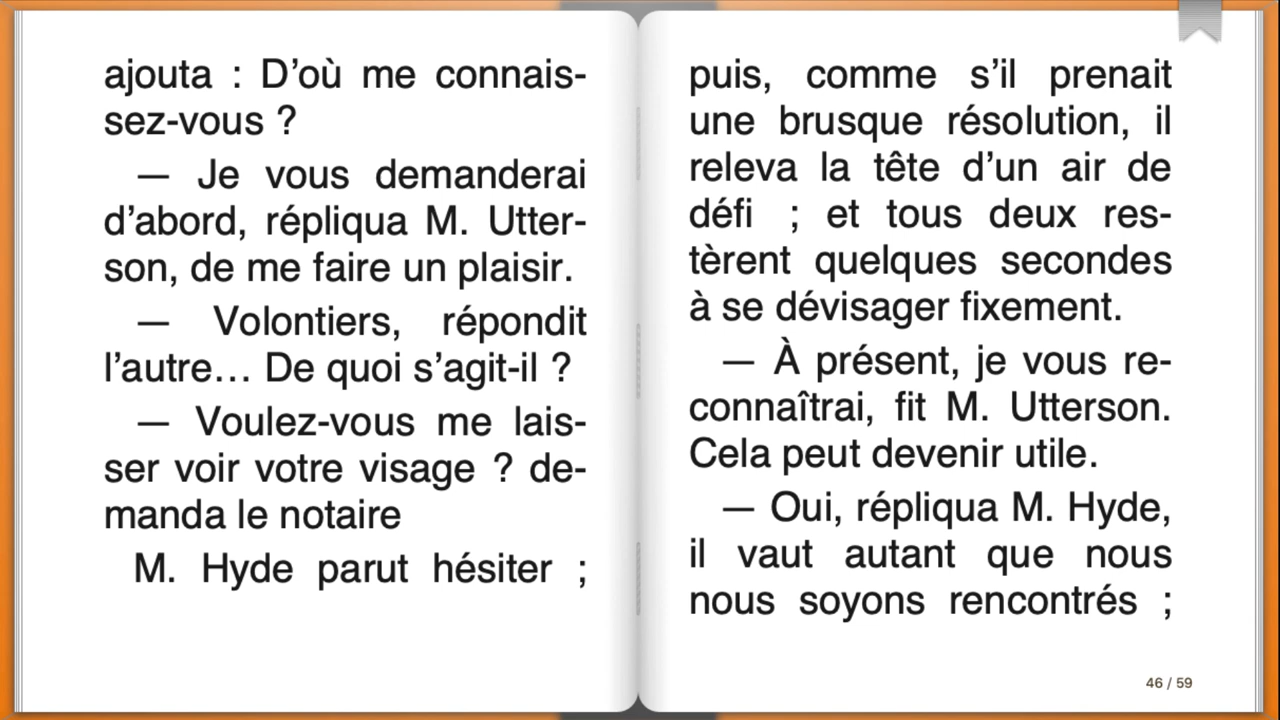 ajouta : D’où me connais-
sez-vous ?
— Je vous demanderai
d’abord, répliqua M. Utter-
son, de me faire un plaisir.
— Volontiers, répondit
l’autre… De quoi s’agit-il ?
— Voulez-vous me lais-
ser voir votre visage ? de-
manda le notaire
M. Hyde parut hésiter ;
puis, comme s’il prenait
une brusque résolution, il
releva la tête d’un air de
défi ; et tous deux res-
tèrent quelques secondes
à se dévisager fixement.
— À présent, je vous re-
connaîtrai, fit M. Utterson.
Cela peut devenir utile.
— Oui, répliqua M. Hyde,
il vaut autant que nous
nous soyons rencontrés ;
46 / 59